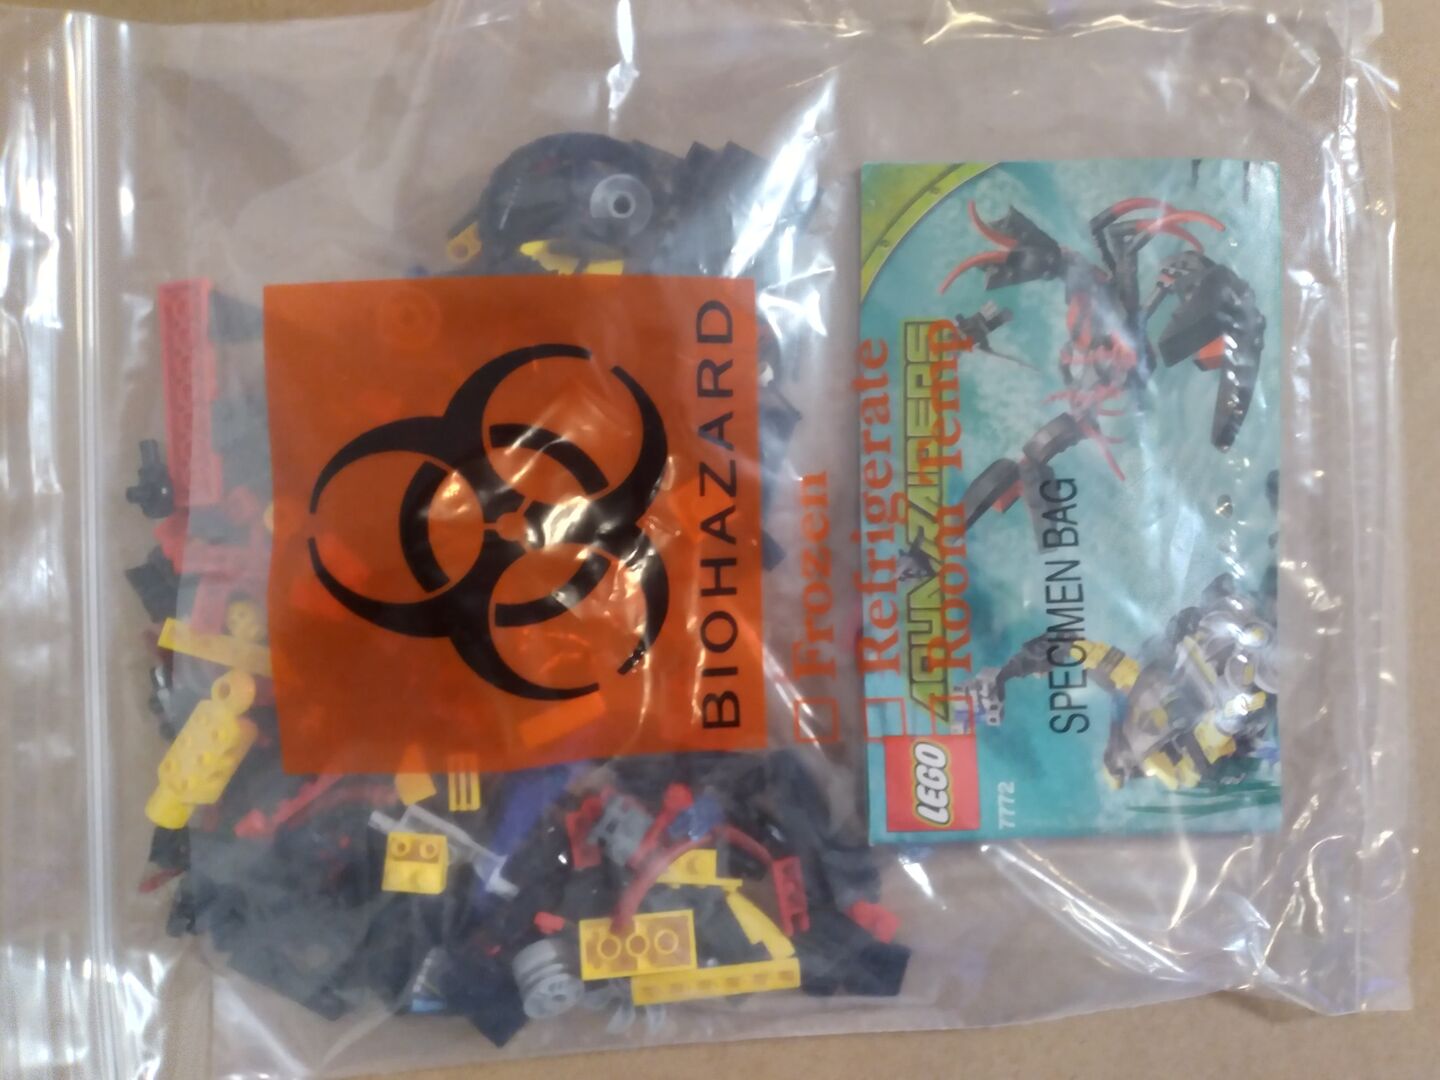 BIOHAZARD
Frozen
Refrigerate
Room Temp
SPECIMEN BAG
AQUA RAIDERS
LEGO
7772